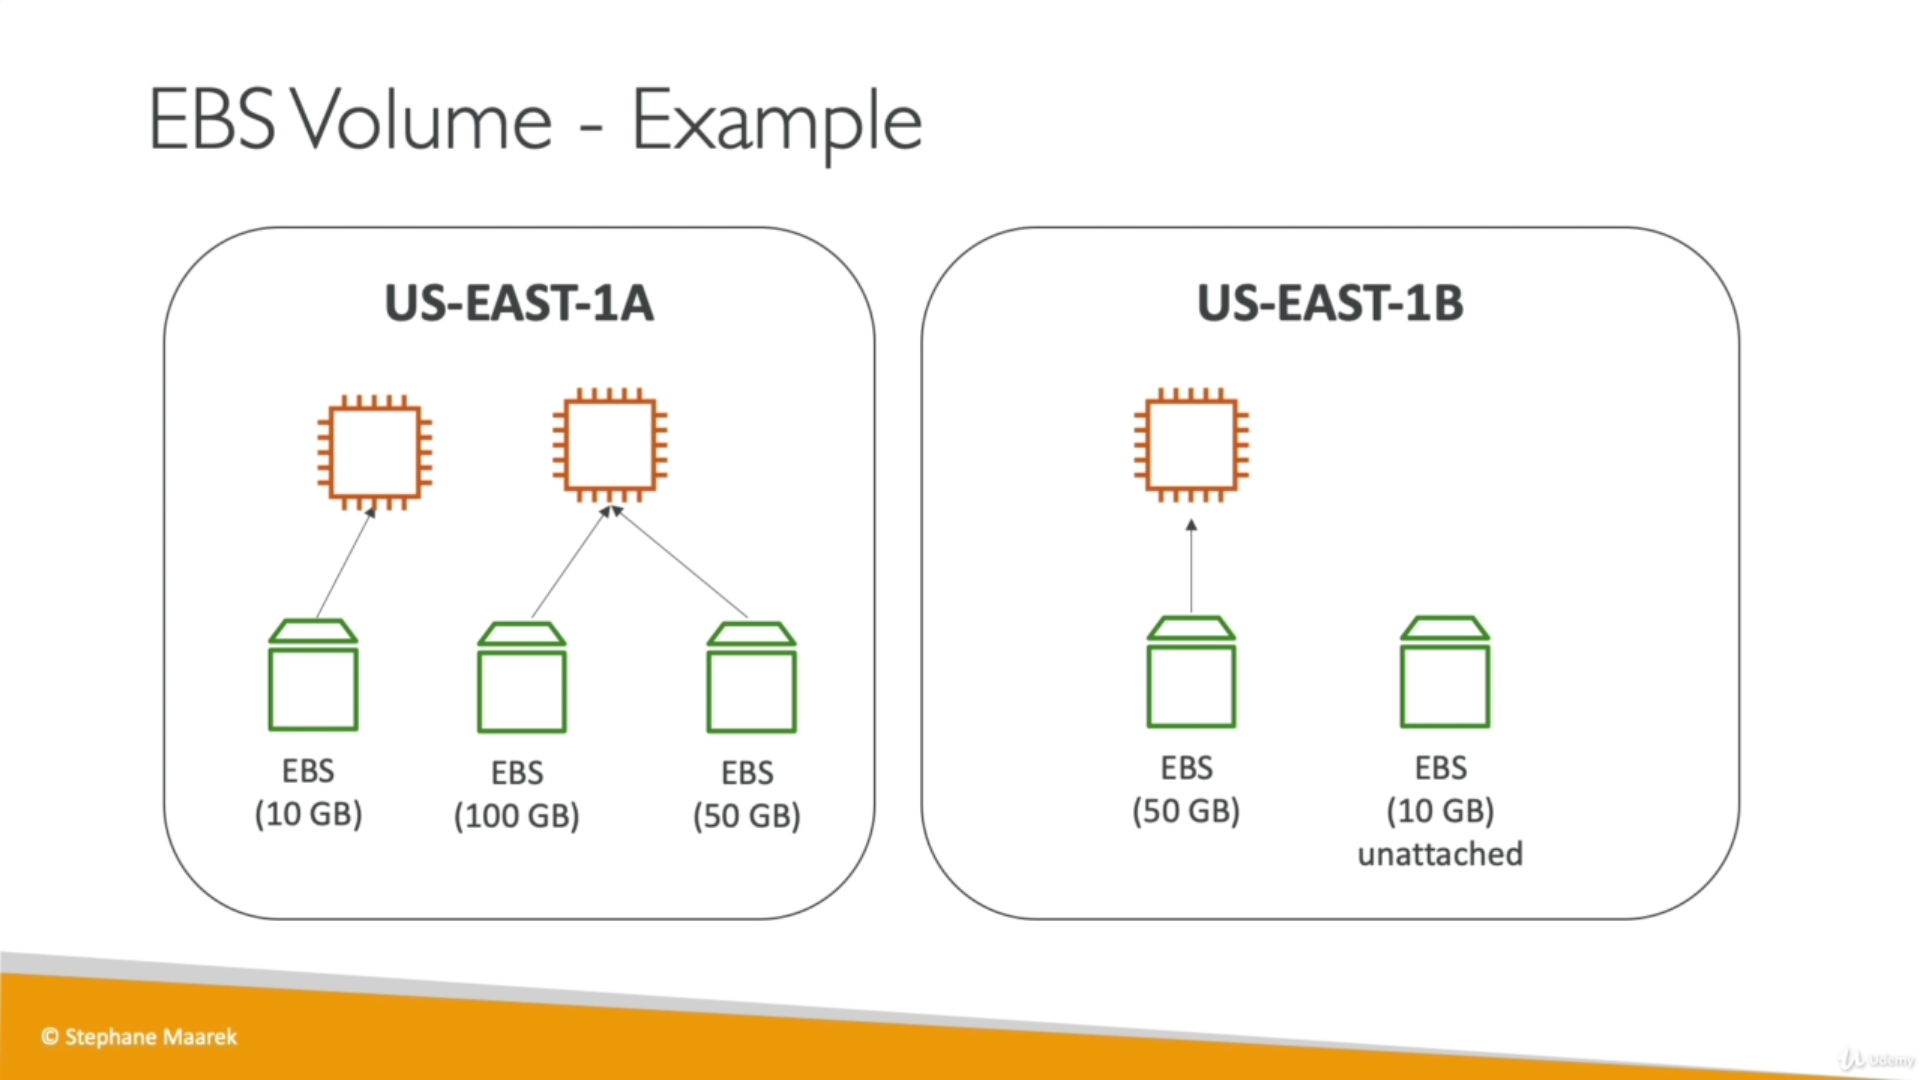 EBS Volume - Example
US-EAST-1A
US-EAST-1B
EBS
(10 GB)
EBS
(100 GB)
EBS
(50 GB)
EBS
(50 GB)
EBS
(10 GB)
unattached
© Stephane Maarek
Udemy